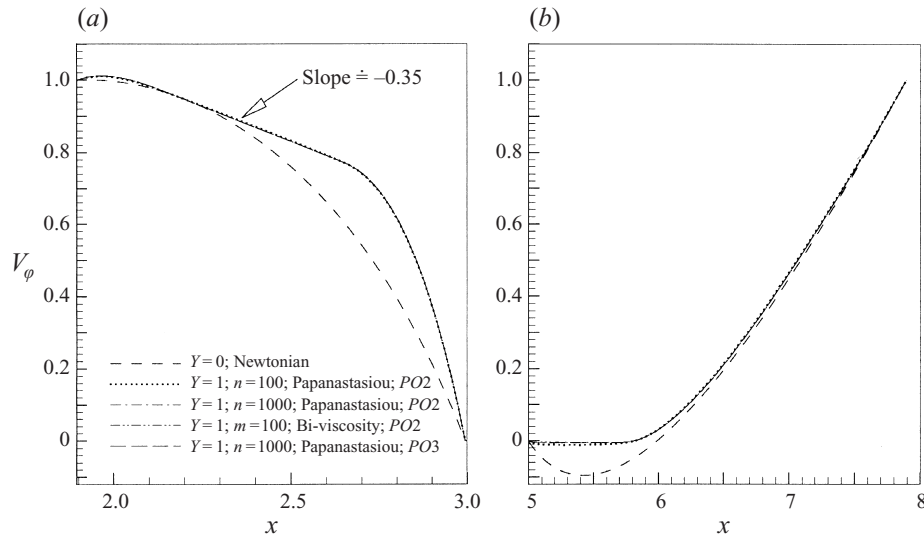 (a)
(b)
Slope ≐ –0.35
1.0
0.8
0.6
0.4
0.2
0
Vφ
Y=0; Newtonian
Y=1; n=100; Papanastasiou; PO2
Y=1; n=1000; Papanastasiou; PO2
Y=1; m=100; Bi-viscosity; PO2
Y=1; n=1000; Papanastasiou; PO3
2.0 2.5 3.0
x
1.0
0.8
0.6
0.4
0.2
0
5 6 7 8
x